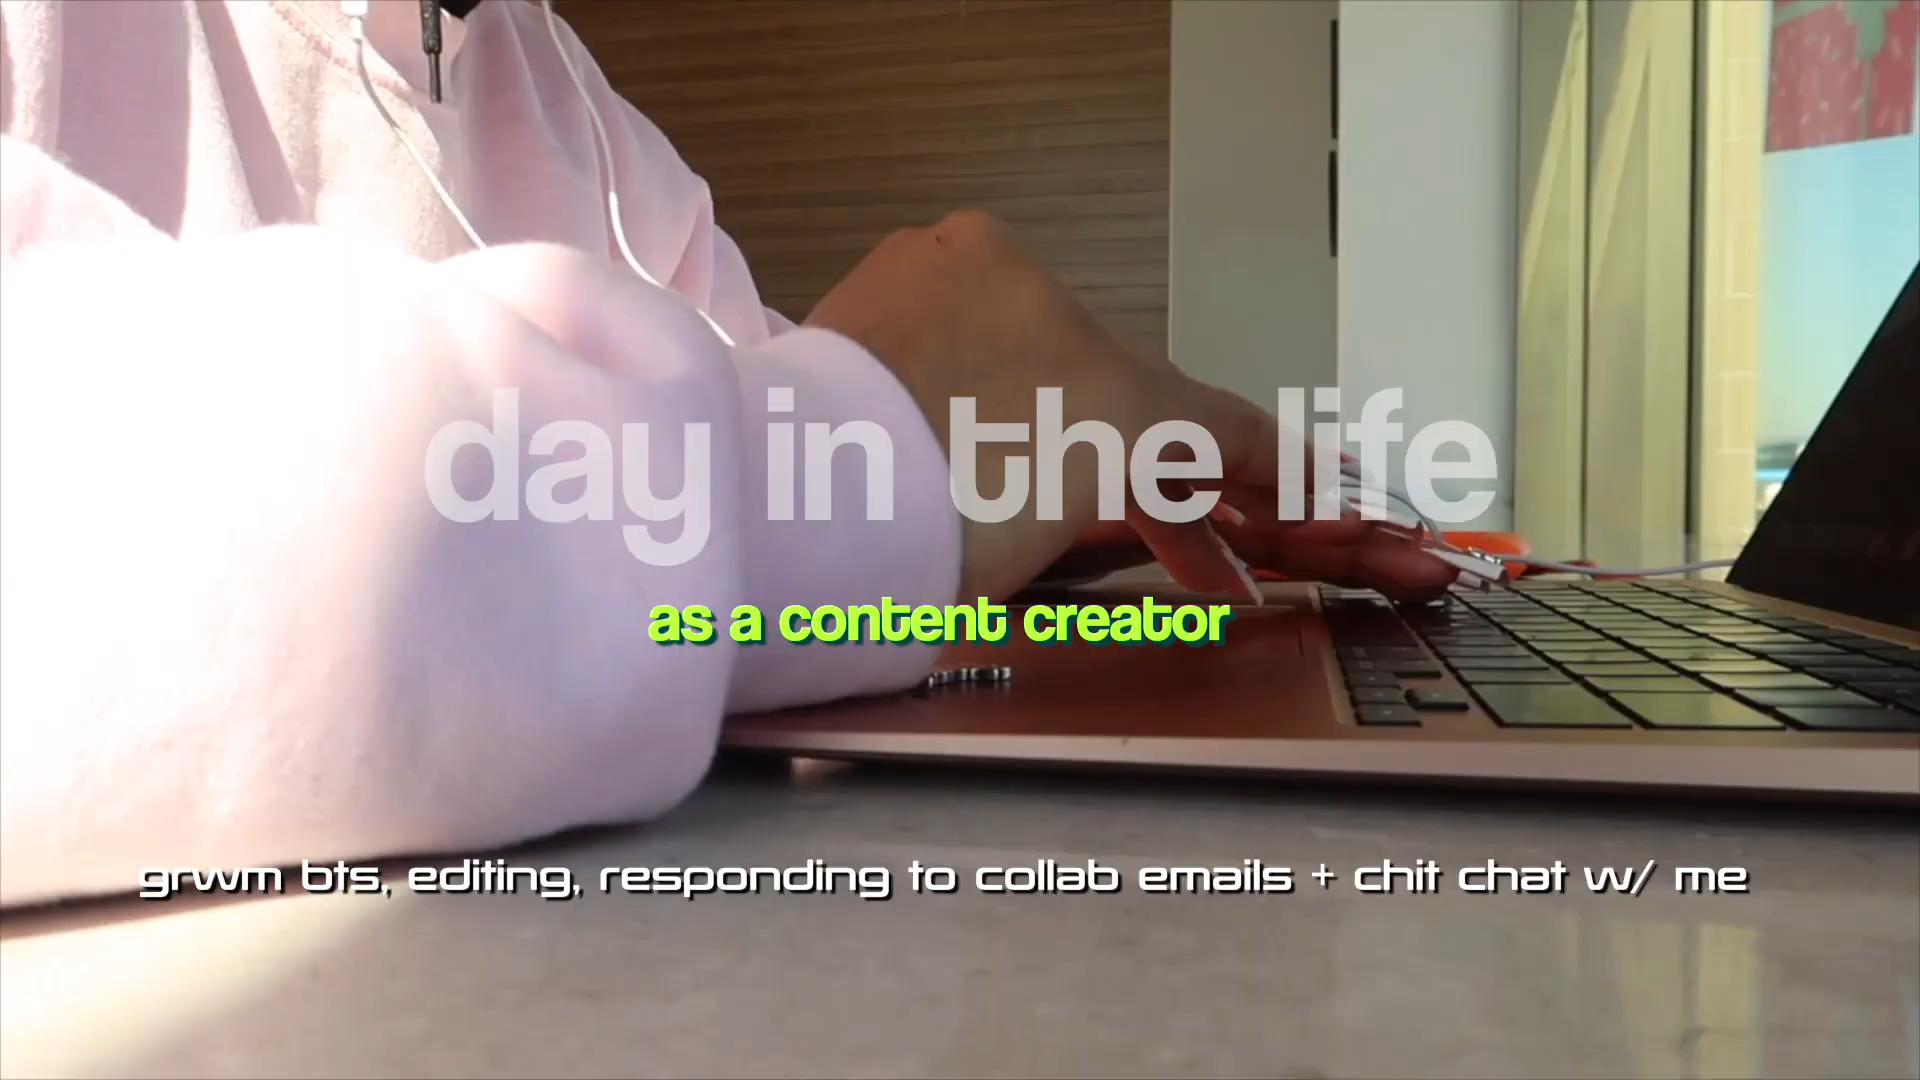 day in the life
as a content creator
grwm bts, editing, responding to collab emails + chit chat w/ me